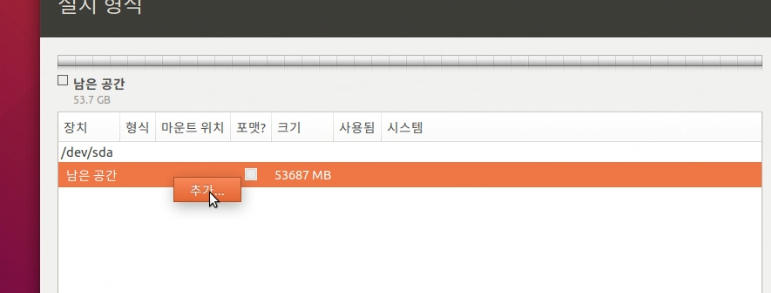 설치 형식
남은 공간
53.7 GB
장치 형식 마운트 위치 포맷? 크기 사용됨 시스템
/dev/sda
남은 공간 53687 MB
추가...